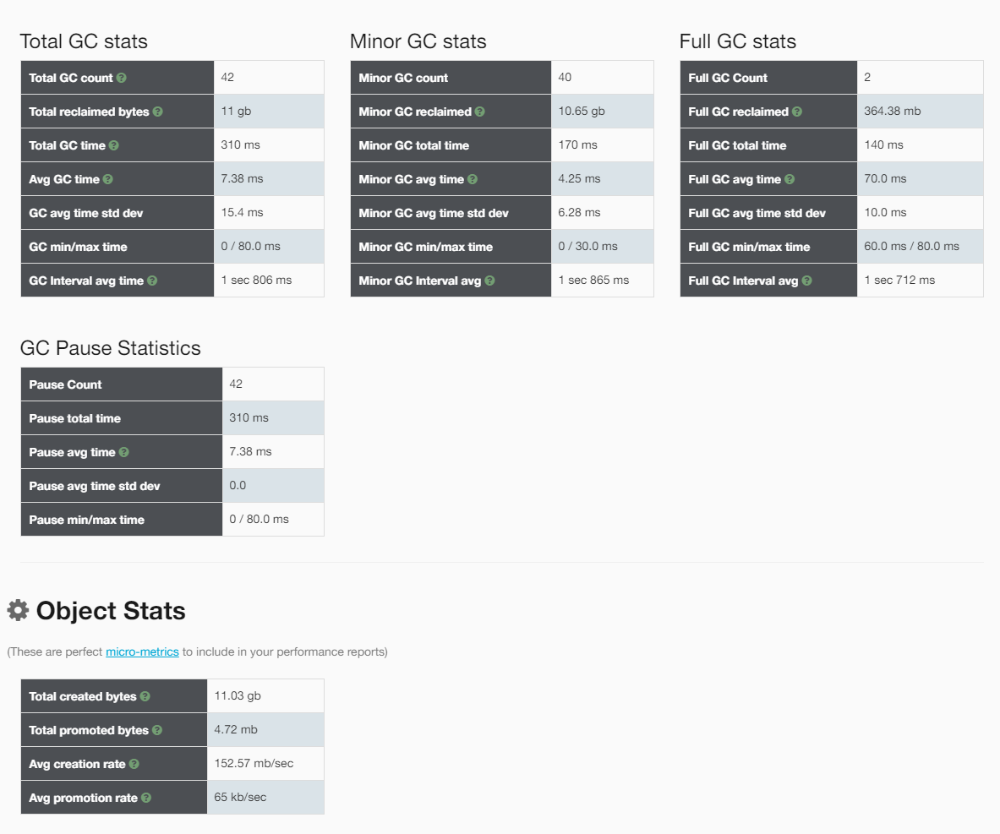 Total GC stats
Total GC count 42
Total reclaimed bytes 11 gb
Total GC time 310 ms
Avg GC time 7.38 ms
GC avg time std dev 15.4 ms
GC min/max time 0 / 80.0 ms
GC Interval avg time 1 sec 806 ms
Minor GC stats
Minor GC count 40
Minor GC reclaimed 10.65 gb
Minor GC total time 170 ms
Minor GC avg time 4.25 ms
Minor GC avg time std dev 6.28 ms
Minor GC min/max time 0 / 30.0 ms
Minor GC Interval avg 1 sec 865 ms
Full GC stats
Full GC Count 2
Full GC reclaimed 364.38 mb
Full GC total time 140 ms
Full GC avg time 70.0 ms
Full GC avg time std dev 10.0 ms
Full GC min/max time 60.0 ms / 80.0 ms
Full GC Interval avg 1 sec 712 ms
GC Pause Statistics
Pause Count 42
Pause total time 310 ms
Pause avg time 7.38 ms
Pause avg time std dev 0.0
Pause min/max time 0 / 80.0 ms
Object Stats
(These are perfect micro-metrics to include in your performance reports)
Total created bytes 11.03 gb
Total promoted bytes 4.72 mb
Avg creation rate 152.57 mb/sec
Avg promotion rate 65 kb/sec